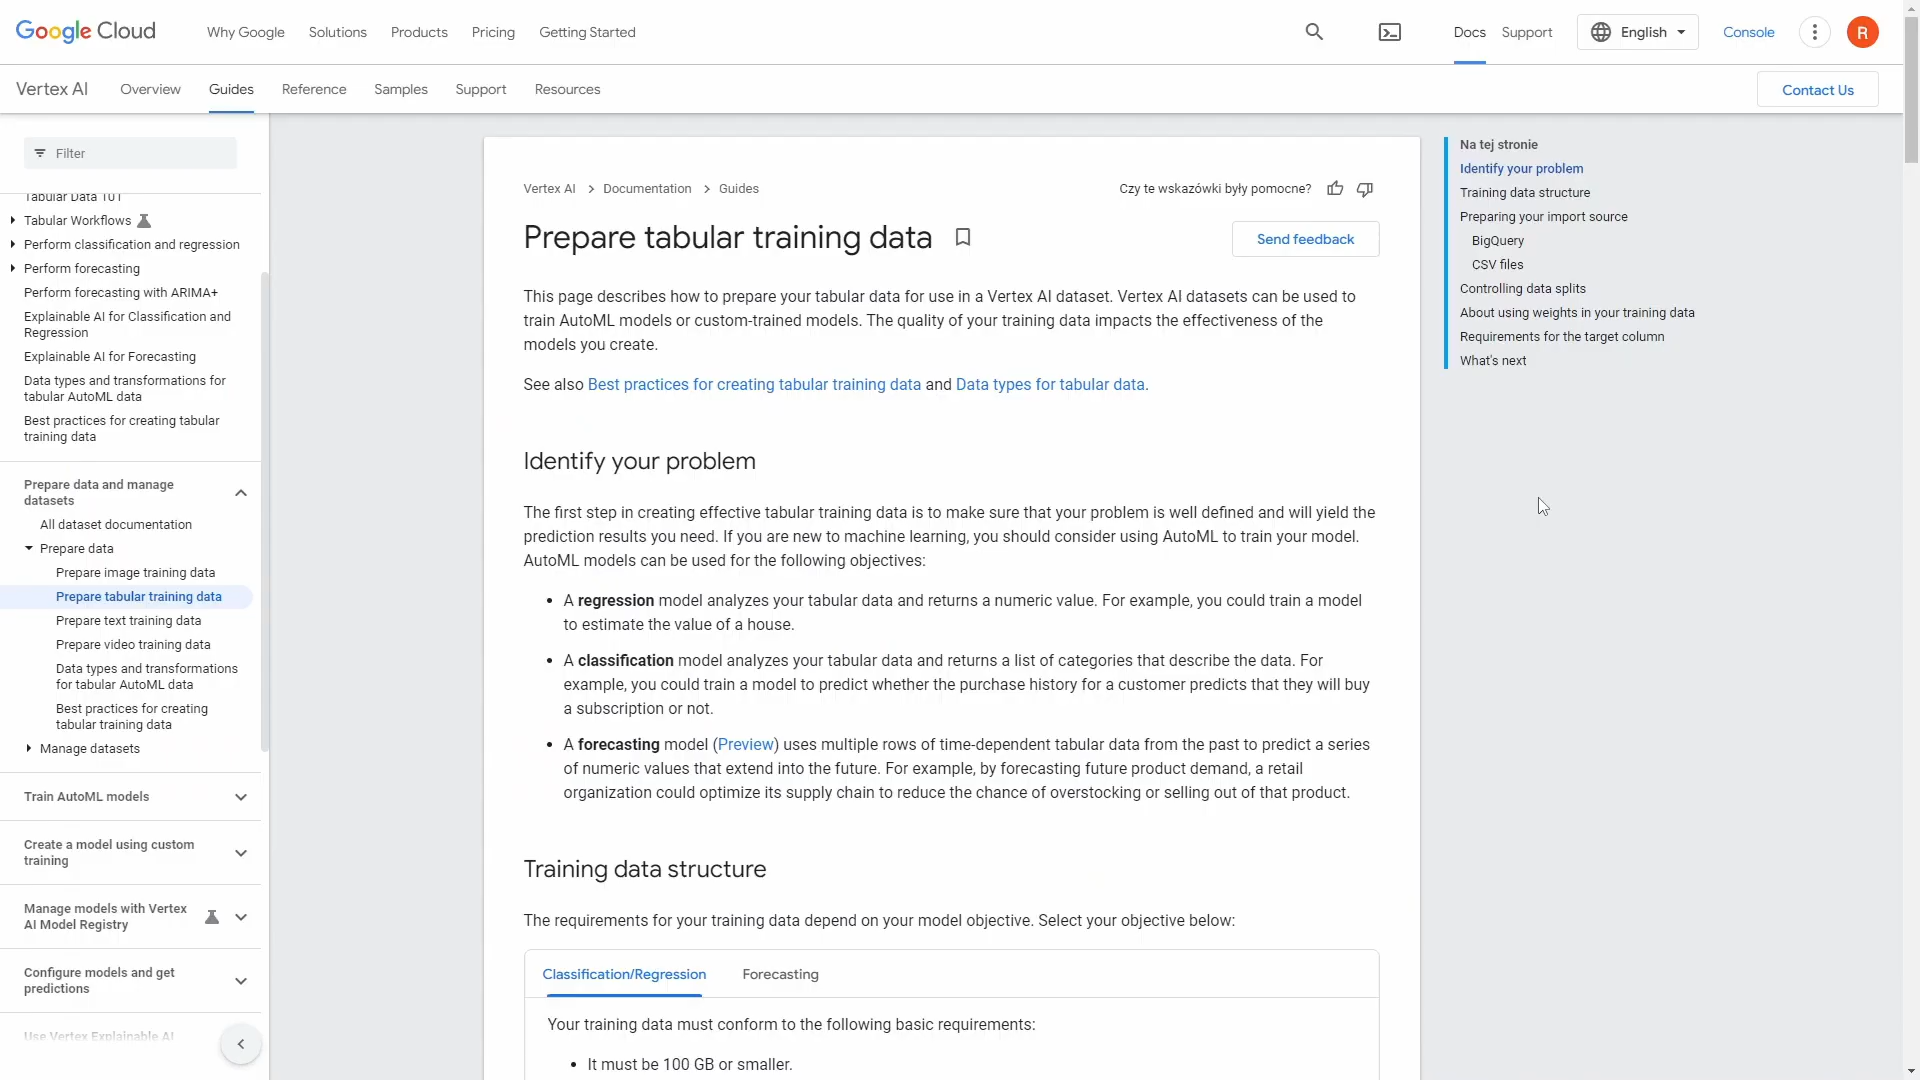 Google Cloud
Why Google
Solutions
Products
Pricing
Getting Started
Docs
Support
English
Console
R
Vertex AI
Overview
Guides
Reference
Samples
Support
Resources
Contact Us
Filter
Tabular Data 101
Tabular Workflows
Perform classification and regression
Perform forecasting
Perform forecasting with ARIMA+
Explainable AI for Classification and
Regression
Explainable AI for Forecasting
Data types and transformations for
tabular AutoML data
Best practices for creating tabular
training data
Prepare data and manage
datasets
All dataset documentation
Prepare data
Prepare image training data
Prepare tabular training data
Prepare text training data
Prepare video training data
Data types and transformations
for tabular AutoML data
Best practices for creating
tabular training data
Manage datasets
Train AutoML models
Create a model using custom
training
Manage models with Vertex
AI Model Registry
Configure models and get
predictions
Use Vertex Explainable AI
Vertex AI > Documentation > Guides
Czy te wskazówki były pomocne?
Prepare tabular training data
Send feedback
This page describes how to prepare your tabular data for use in a Vertex AI dataset. Vertex AI datasets can be used to
train AutoML models or custom-trained models. The quality of your training data impacts the effectiveness of the
models you create.
See also Best practices for creating tabular training data and Data types for tabular data.
Identify your problem
The first step in creating effective tabular training data is to make sure that your problem is well defined and will yield the
prediction results you need. If you are new to machine learning, you should consider using AutoML to train your model.
AutoML models can be used for the following objectives:
• A regression model analyzes your tabular data and returns a numeric value. For example, you could train a model
to estimate the value of a house.
• A classification model analyzes your tabular data and returns a list of categories that describe the data. For
example, you could train a model to predict whether the purchase history for a customer predicts that they will buy
a subscription or not.
• A forecasting model (Preview) uses multiple rows of time-dependent tabular data from the past to predict a series
of numeric values that extend into the future. For example, by forecasting future product demand, a retail
organization could optimize its supply chain to reduce the chance of overstocking or selling out of that product.
Training data structure
The requirements for your training data depend on your model objective. Select your objective below:
Classification/Regression
Forecasting
Your training data must conform to the following basic requirements:
• It must be 100 GB or smaller.
Na tej stronie
Identify your problem
Training data structure
Preparing your import source
BigQuery
CSV files
Controlling data splits
About using weights in your training data
Requirements for the target column
What's next